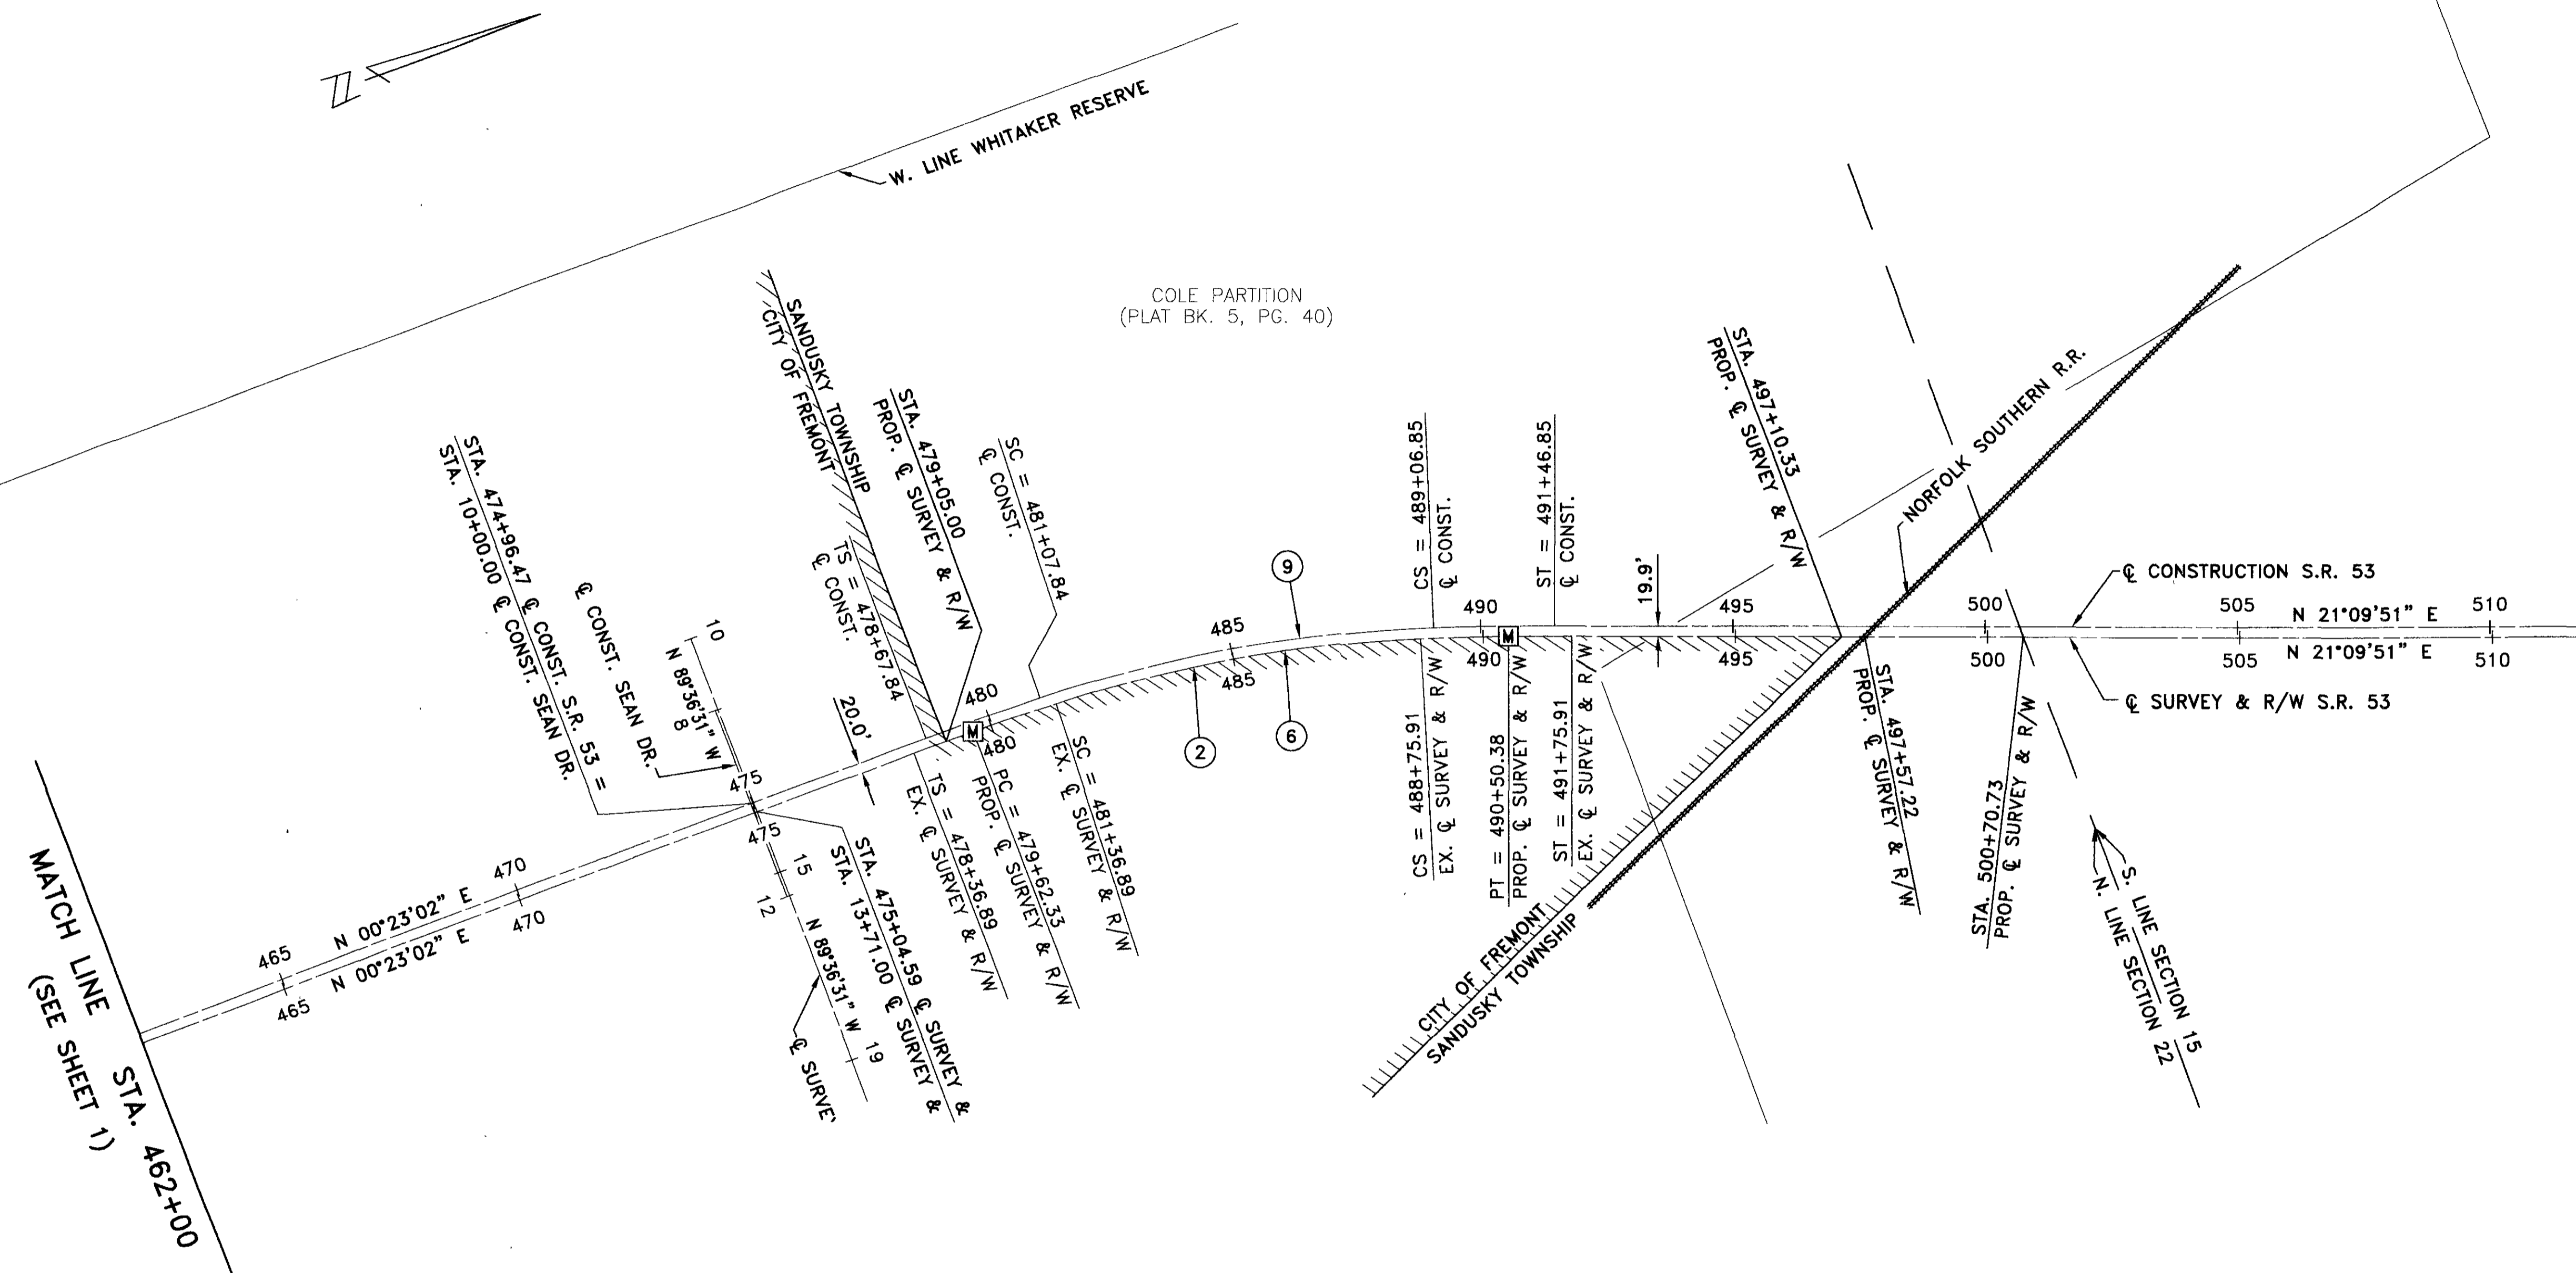 Z
W. LINE WHITAKER RESERVE
COLE PARTITION
(PLAT BK. 5, PG. 40)
MATCH LINE STA. 462+00
(SEE SHEET 1)
465
N 00°23'02" E
470
465
N 00°23'02" E
470
STA. 474+96.47 ℄ CONST. S.R. 53 =
STA. 10+00.00 ℄ CONST. SEAN DR.
℄ CONST. SEAN DR.
10
N 89°36'31" W
8
475
475
15
12
N 89°36'31" W
19
℄ SURVE
STA. 475+04.59 ℄ SURVEY &
STA. 13+71.00 ℄ SURVEY &
20.0'
SANDUSKY TOWNSHIP
CITY OF FREMONT
TS = 478+67.84
℄ CONST.
STA. 479+05.00
PROP. ℄ SURVEY & R/W
SC = 481+07.84
℄ CONST.
480
M
480
TS = 478+36.89
EX. ℄ SURVEY & R/W
PC = 479+62.33
PROP. ℄ SURVEY & R/W
SC = 481+36.89
EX. ℄ SURVEY & R/W
485
485
9
2
6
CS = 489+06.85
℄ CONST.
ST = 491+46.85
℄ CONST.
490
M
490
CS = 488+75.91
EX. ℄ SURVEY & R/W
PT = 490+50.38
PROP. ℄ SURVEY & R/W
ST = 491+75.91
EX. ℄ SURVEY & R/W
19.9'
495
495
STA. 497+10.33
PROP. ℄ SURVEY & R/W
NORFOLK SOUTHERN R.R.
CITY OF FREMONT
SANDUSKY TOWNSHIP
STA. 497+57.22
PROP. ℄ SURVEY & R/W
STA. 500+70.73
PROP. ℄ SURVEY & R/W
500
500
℄ CONSTRUCTION S.R. 53
505
N 21°09'51" E
510
505
N 21°09'51" E
510
℄ SURVEY & R/W S.R. 53
S. LINE SECTION 15
N. LINE SECTION 22